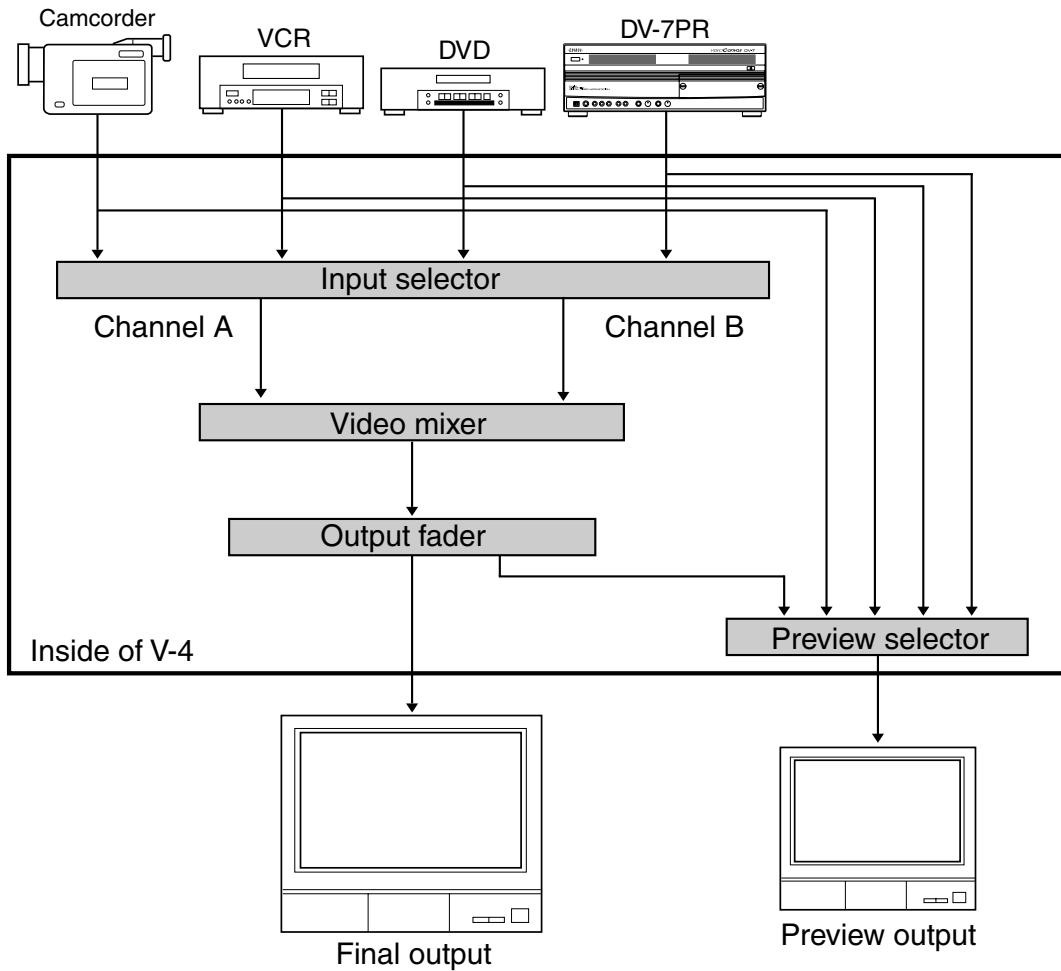 Camcorder
VCR
DVD
DV-7PR
Input selector
Channel A
Channel B
Video mixer
Output fader
Preview selector
Inside of V-4
Final output
Preview output